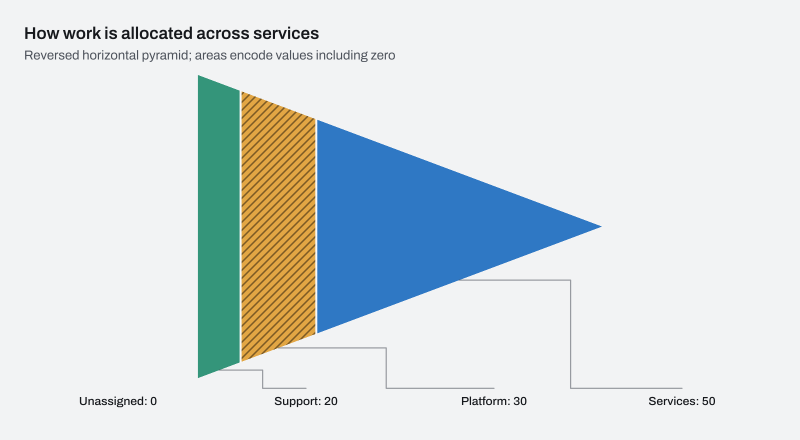 How work is allocated across services
Reversed horizontal pyramid; areas encode values including zero
Unassigned: 0
Support: 20
Platform: 30
Services: 50